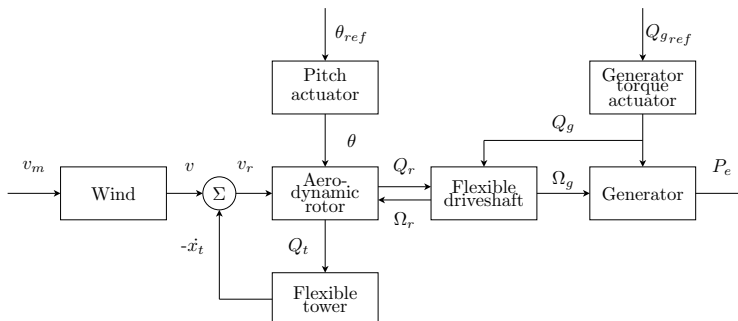 θ_ref
Q_g_ref
Pitch
actuator
Generator
torque
actuator
θ
Q_g
v_m
v
v_r
Q_r
Ω_g
P_e
Wind
Σ
Aero-
dynamic
rotor
Flexible
driveshaft
Generator
Ω_r
-ẋ_t
Q_t
Flexible
tower